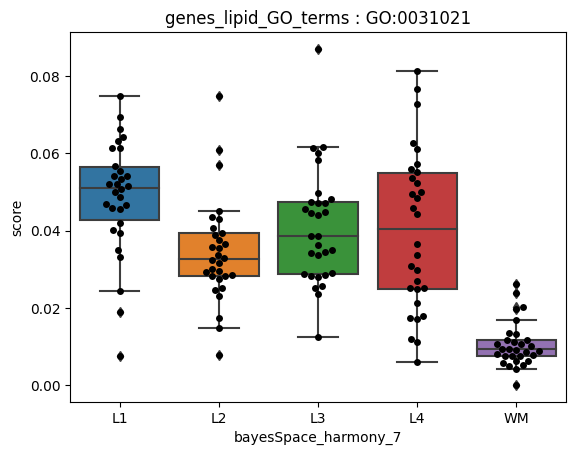 genes_lipid_GO_terms : GO:0031021
score
0.08
0.06
0.04
0.02
0.00
L1 L2 L3 L4 WM
bayesSpace_harmony_7